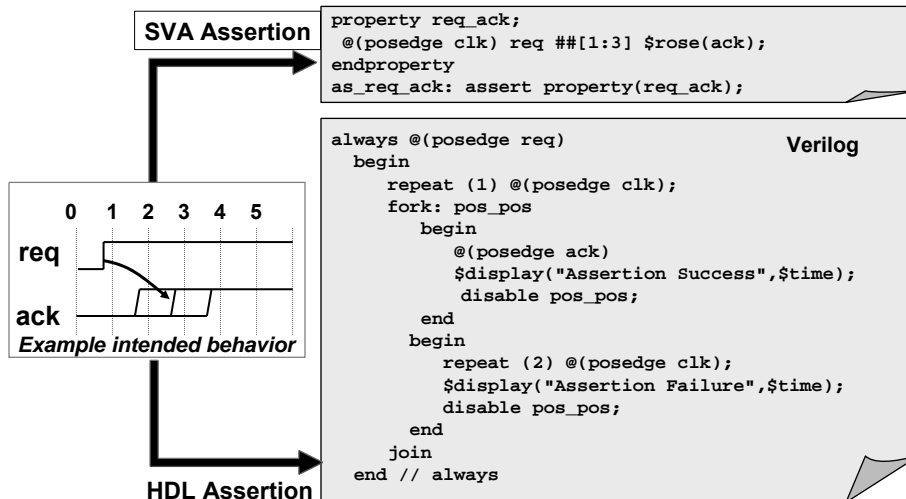 SVA Assertion
property req_ack;
@(posedge clk) req ##[1:3] $rose(ack);
endproperty
as_req_ack: assert property(req_ack);
always @(posedge req)
Verilog
begin
repeat (1) @(posedge clk);
fork: pos_pos
begin
@(posedge ack)
$display("Assertion Success",$time);
disable pos_pos;
end
begin
repeat (2) @(posedge clk);
$display("Assertion Failure",$time);
disable pos_pos;
end
join
end // always
0 1 2 3 4 5
req
ack
Example intended behavior
HDL Assertion